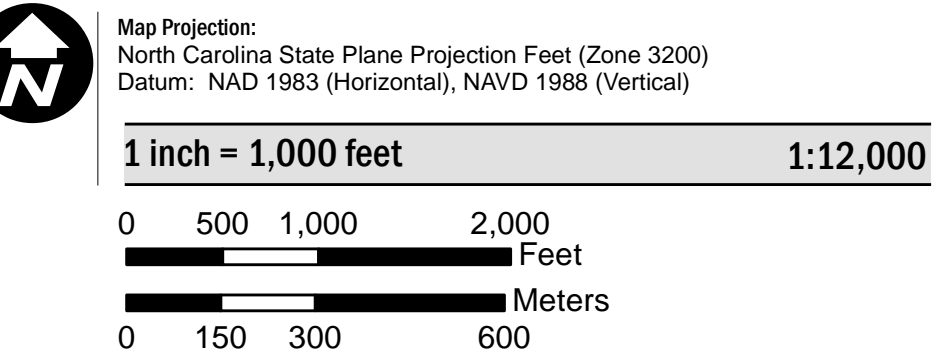 N
Map Projection:
North Carolina State Plane Projection Feet (Zone 3200)
Datum: NAD 1983 (Horizontal), NAVD 1988 (Vertical)
1 inch = 1,000 feet 1:12,000
0 500 1,000 2,000
Feet
Meters
0 150 300 600